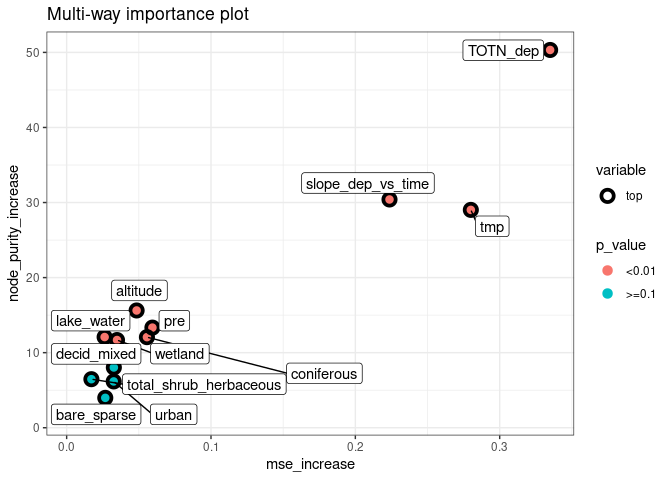 Multi-way importance plot
node_purity_increase
50
40
30
20
10
0
TOTN_dep
slope_dep_vs_time
tmp
altitude
lake_water
pre
decid_mixed
wetland
coniferous
total_shrub_herbaceous
bare_sparse
urban
0.0
0.1
0.2
0.3
mse_increase
variable
top
p_value
<0.01
>=0.1